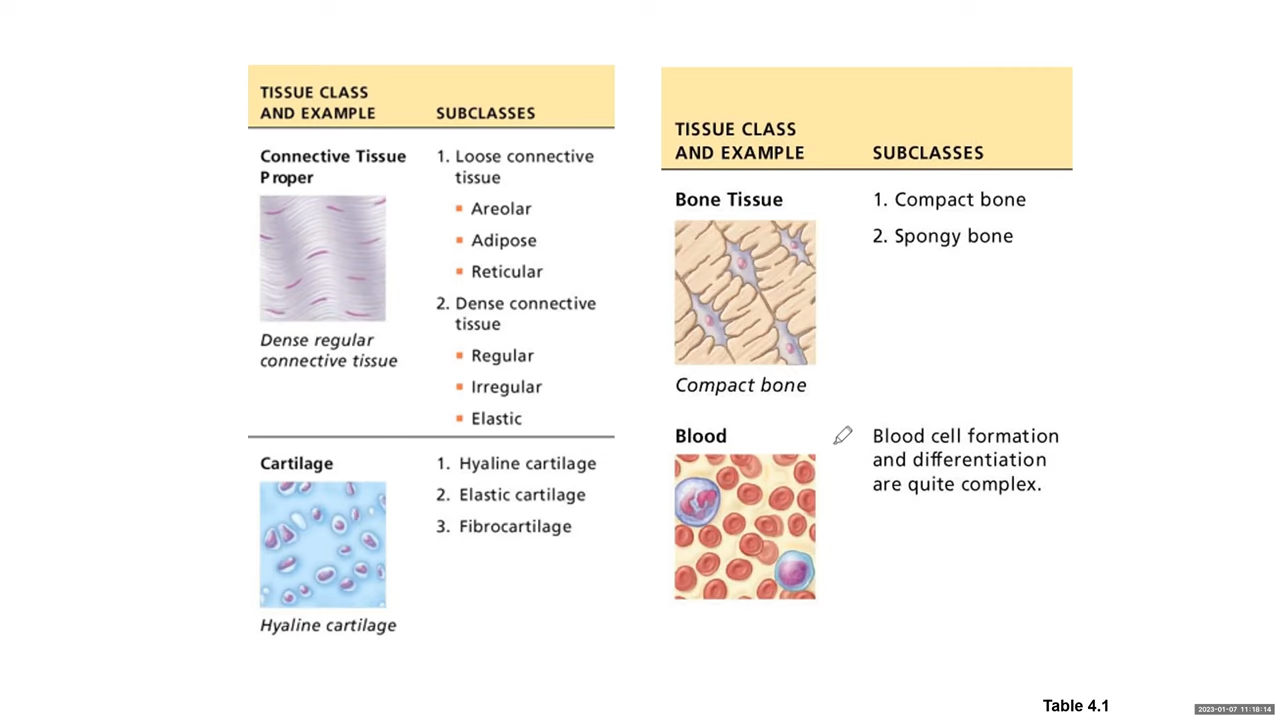 TISSUE CLASS
AND EXAMPLE
SUBCLASSES
Connective Tissue
Proper
Dense regular
connective tissue
1. Loose connective
tissue
▪ Areolar
▪ Adipose
▪ Reticular
2. Dense connective
tissue
▪ Regular
▪ Irregular
▪ Elastic
Cartilage
Hyaline cartilage
1. Hyaline cartilage
2. Elastic cartilage
3. Fibrocartilage
TISSUE CLASS
AND EXAMPLE
SUBCLASSES
Bone Tissue
Compact bone
1. Compact bone
2. Spongy bone
Blood
Blood cell formation
and differentiation
are quite complex.
Table 4.1
2023-01-07 11:18:14